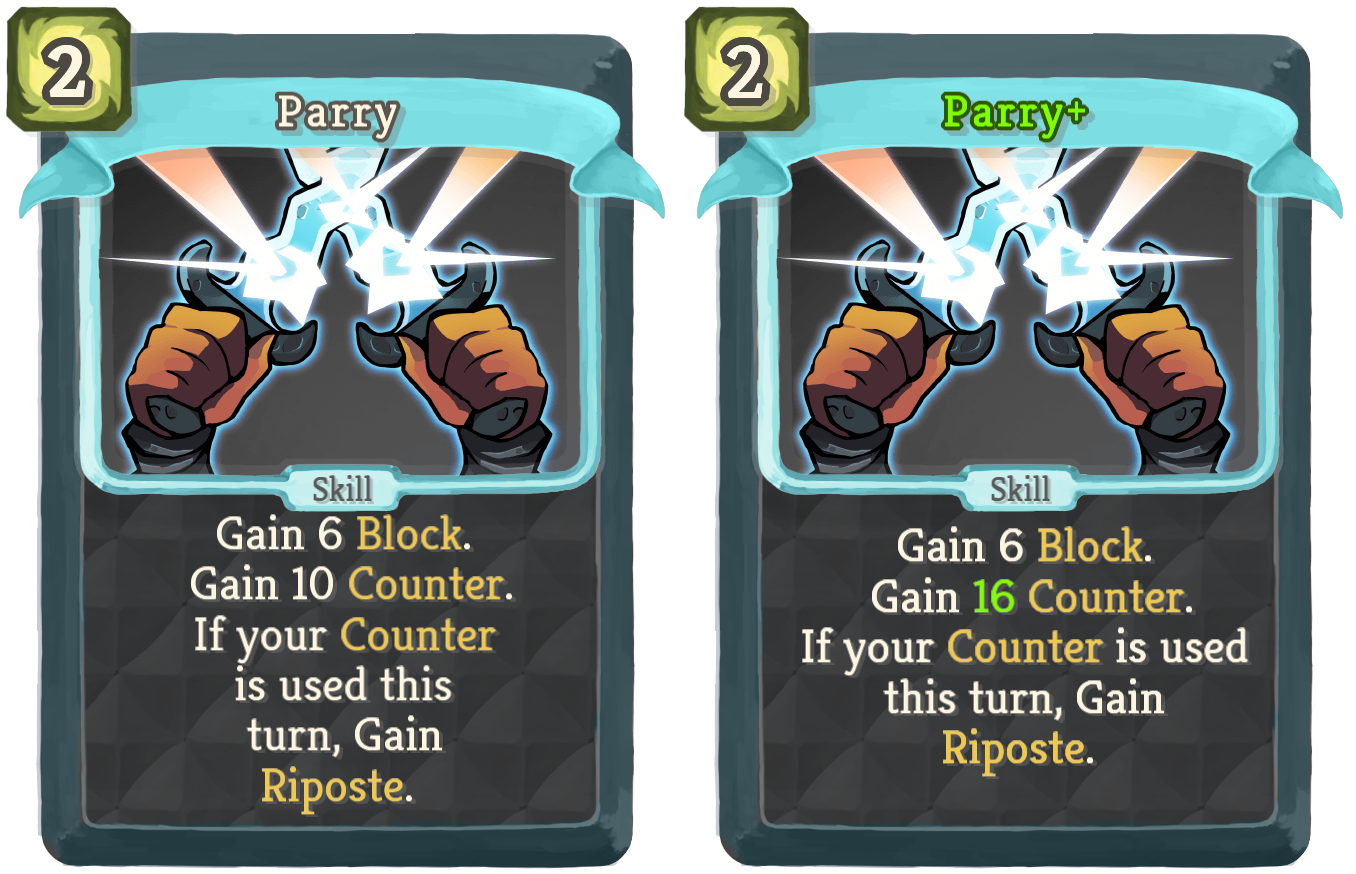 2
Parry
Skill
Gain 6 Block.
Gain 10 Counter.
If your Counter
is used this
turn, Gain
Riposte.
2
Parry+
Skill
Gain 6 Block.
Gain 16 Counter.
If your Counter is used
this turn, Gain
Riposte.